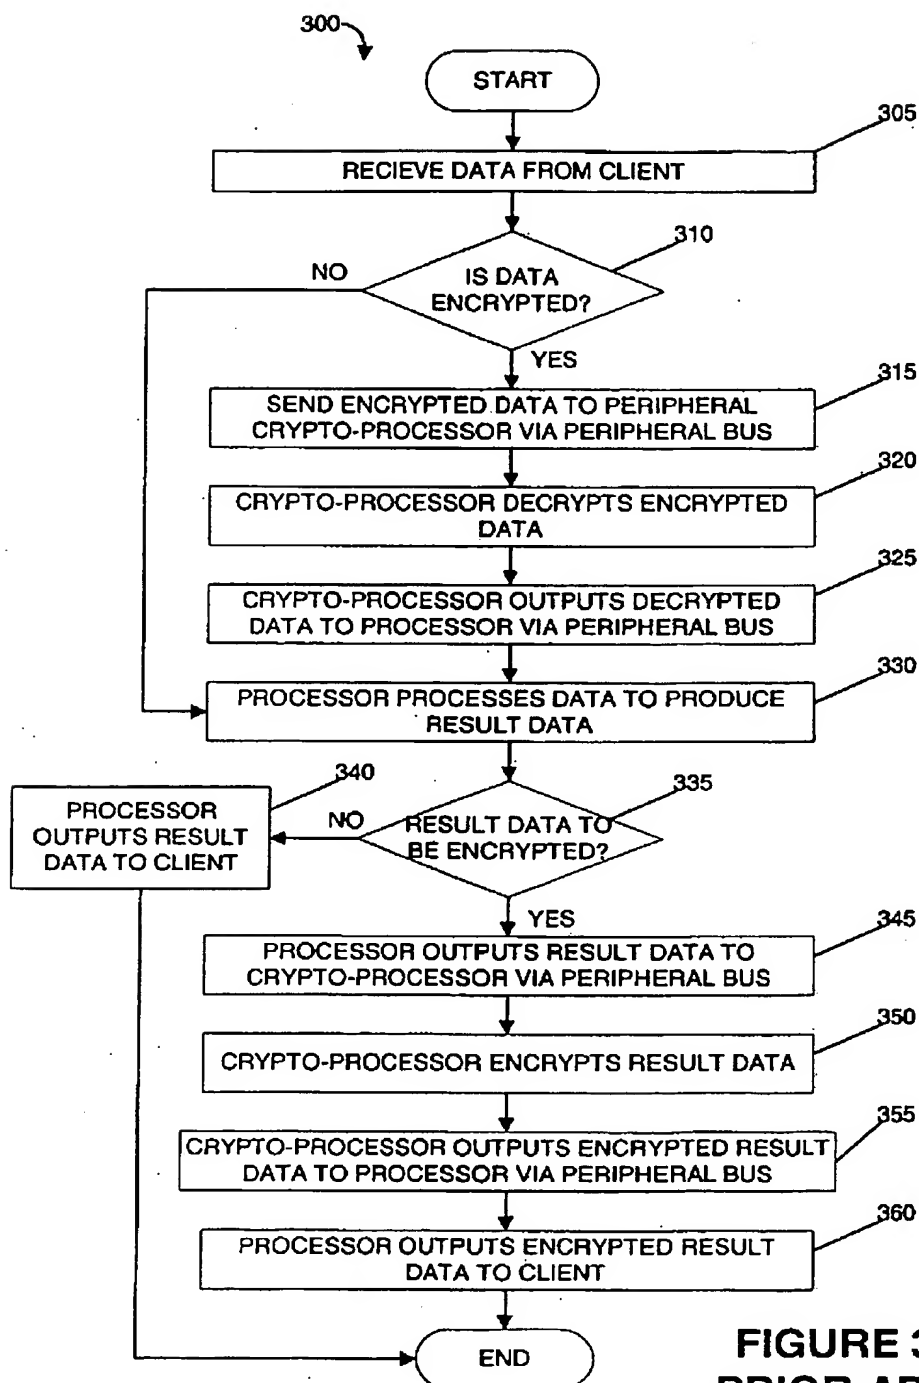 300
START
305
RECIEVE DATA FROM CLIENT
310
NO
IS DATA
ENCRYPTED?
YES
315
SEND ENCRYPTED DATA TO PERIPHERAL
CRYPTO-PROCESSOR VIA PERIPHERAL BUS
320
CRYPTO-PROCESSOR DECRYPTS ENCRYPTED
DATA
325
CRYPTO-PROCESSOR OUTPUTS DECRYPTED
DATA TO PROCESSOR VIA PERIPHERAL BUS
330
PROCESSOR PROCESSES DATA TO PRODUCE
RESULT DATA
340
PROCESSOR
OUTPUTS RESULT
DATA TO CLIENT
335
NO
RESULT DATA TO
BE ENCRYPTED?
YES
345
PROCESSOR OUTPUTS RESULT DATA TO
CRYPTO-PROCESSOR VIA PERIPHERAL BUS
350
CRYPTO-PROCESSOR ENCRYPTS RESULT DATA
355
CRYPTO-PROCESSOR OUTPUTS ENCRYPTED RESULT
DATA TO PROCESSOR VIA PERIPHERAL BUS
360
PROCESSOR OUTPUTS ENCRYPTED RESULT
DATA TO CLIENT
END
FIGURE 3
PRIOR